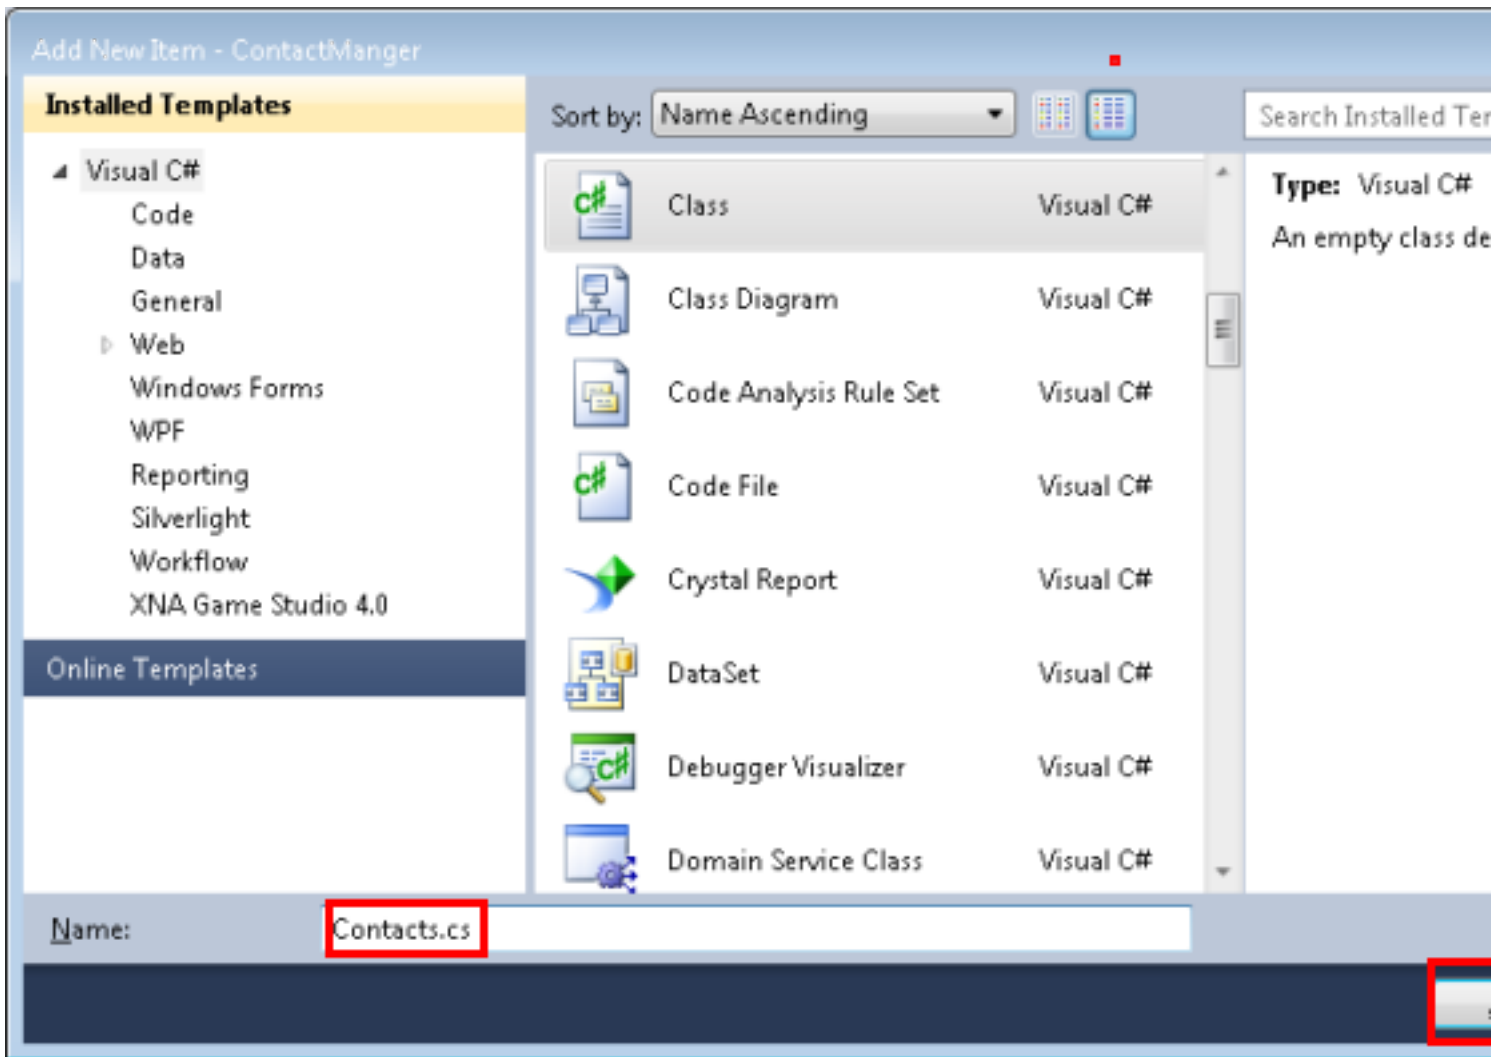 Add New Item - ContactManger
Installed Templates
Sort by: Name Ascending
Search Installed Ter
Visual C#
Code
Data
General
Web
Windows Forms
WPF
Reporting
Silverlight
Workflow
XNA Game Studio 4.0
Online Templates
Class Visual C#
Class Diagram Visual C#
Code Analysis Rule Set Visual C#
Code File Visual C#
Crystal Report Visual C#
DataSet Visual C#
Debugger Visualizer Visual C#
Domain Service Class Visual C#
Type: Visual C#
An empty class de
Name: Contacts.cs